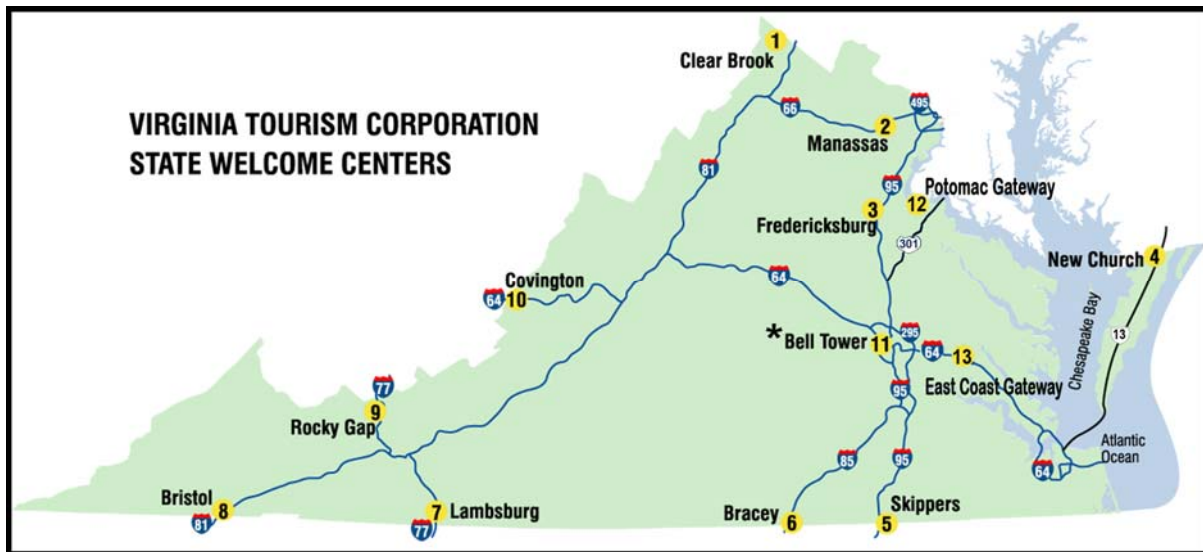 VIRGINIA TOURISM CORPORATION
STATE WELCOME CENTERS
1
Clear Brook
66
495
2
Manassas
81
95
Potomac Gateway
12
3
Fredericksburg
301
New Church
4
Covington
64
10
64
Chesapeake Bay
13
295
* Bell Tower
11
64
13
East Coast Gateway
77
95
9
Rocky Gap
85
95
64
Atlantic
Ocean
Bristol
8
81
7
Lambsburg
77
Bracey
6
Skippers
5